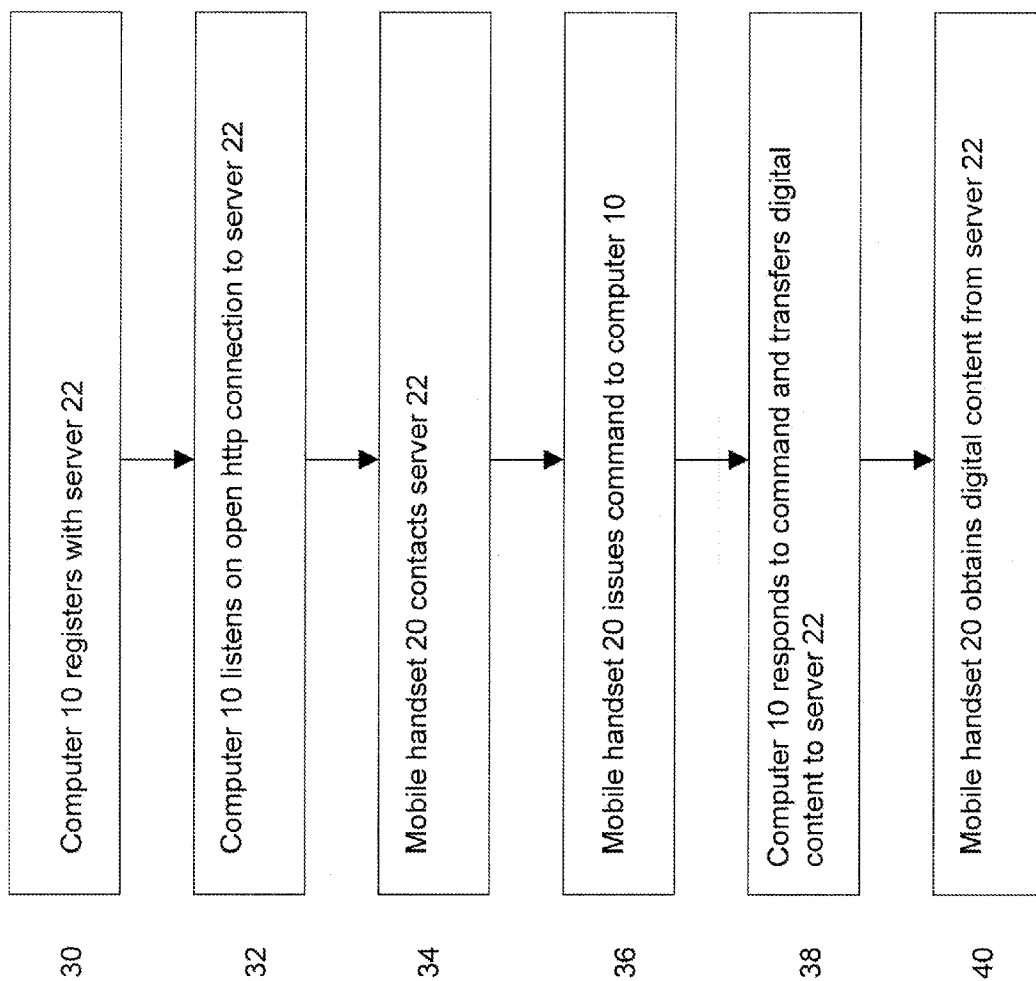 30
Computer 10 registers with server 22
32
Computer 10 listens on open http connection to server 22
34
Mobile handset 20 contacts server 22
36
Mobile handset 20 issues command to computer 10
38
Computer 10 responds to command and transfers digital
content to server 22
40
Mobile handset 20 obtains digital content from server 22